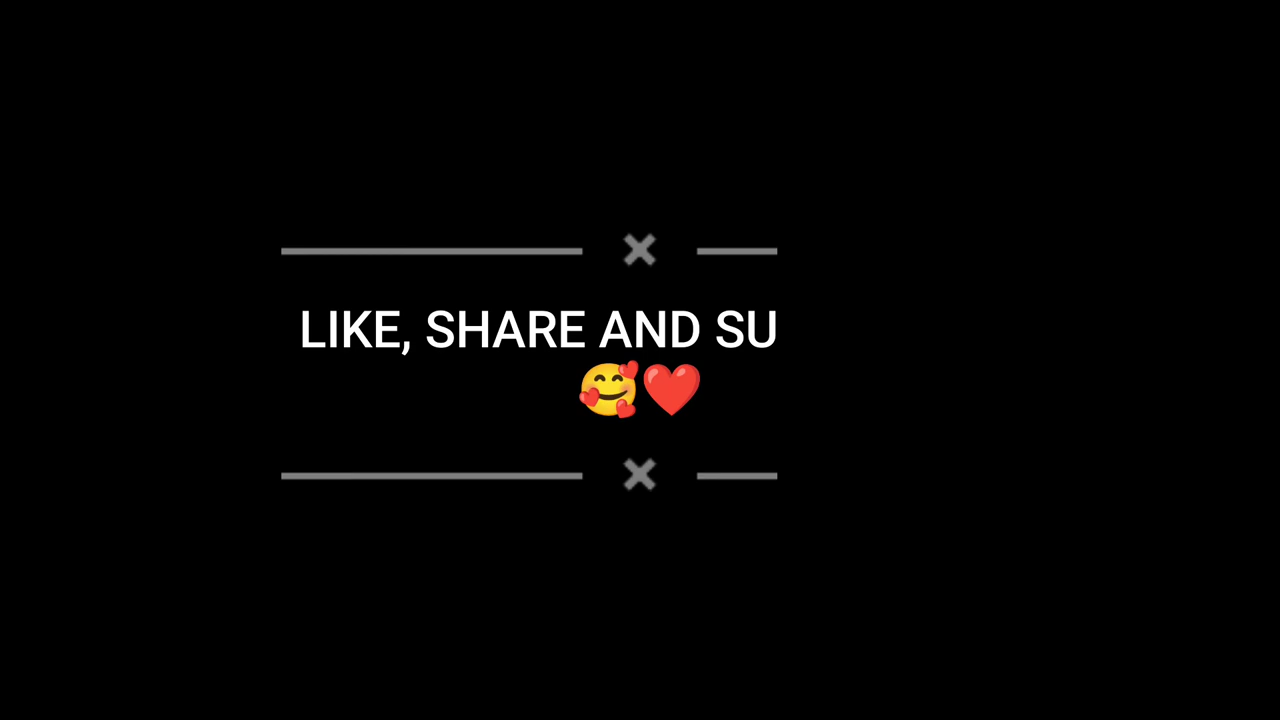 LIKE, SHARE AND SU
🥰❤️